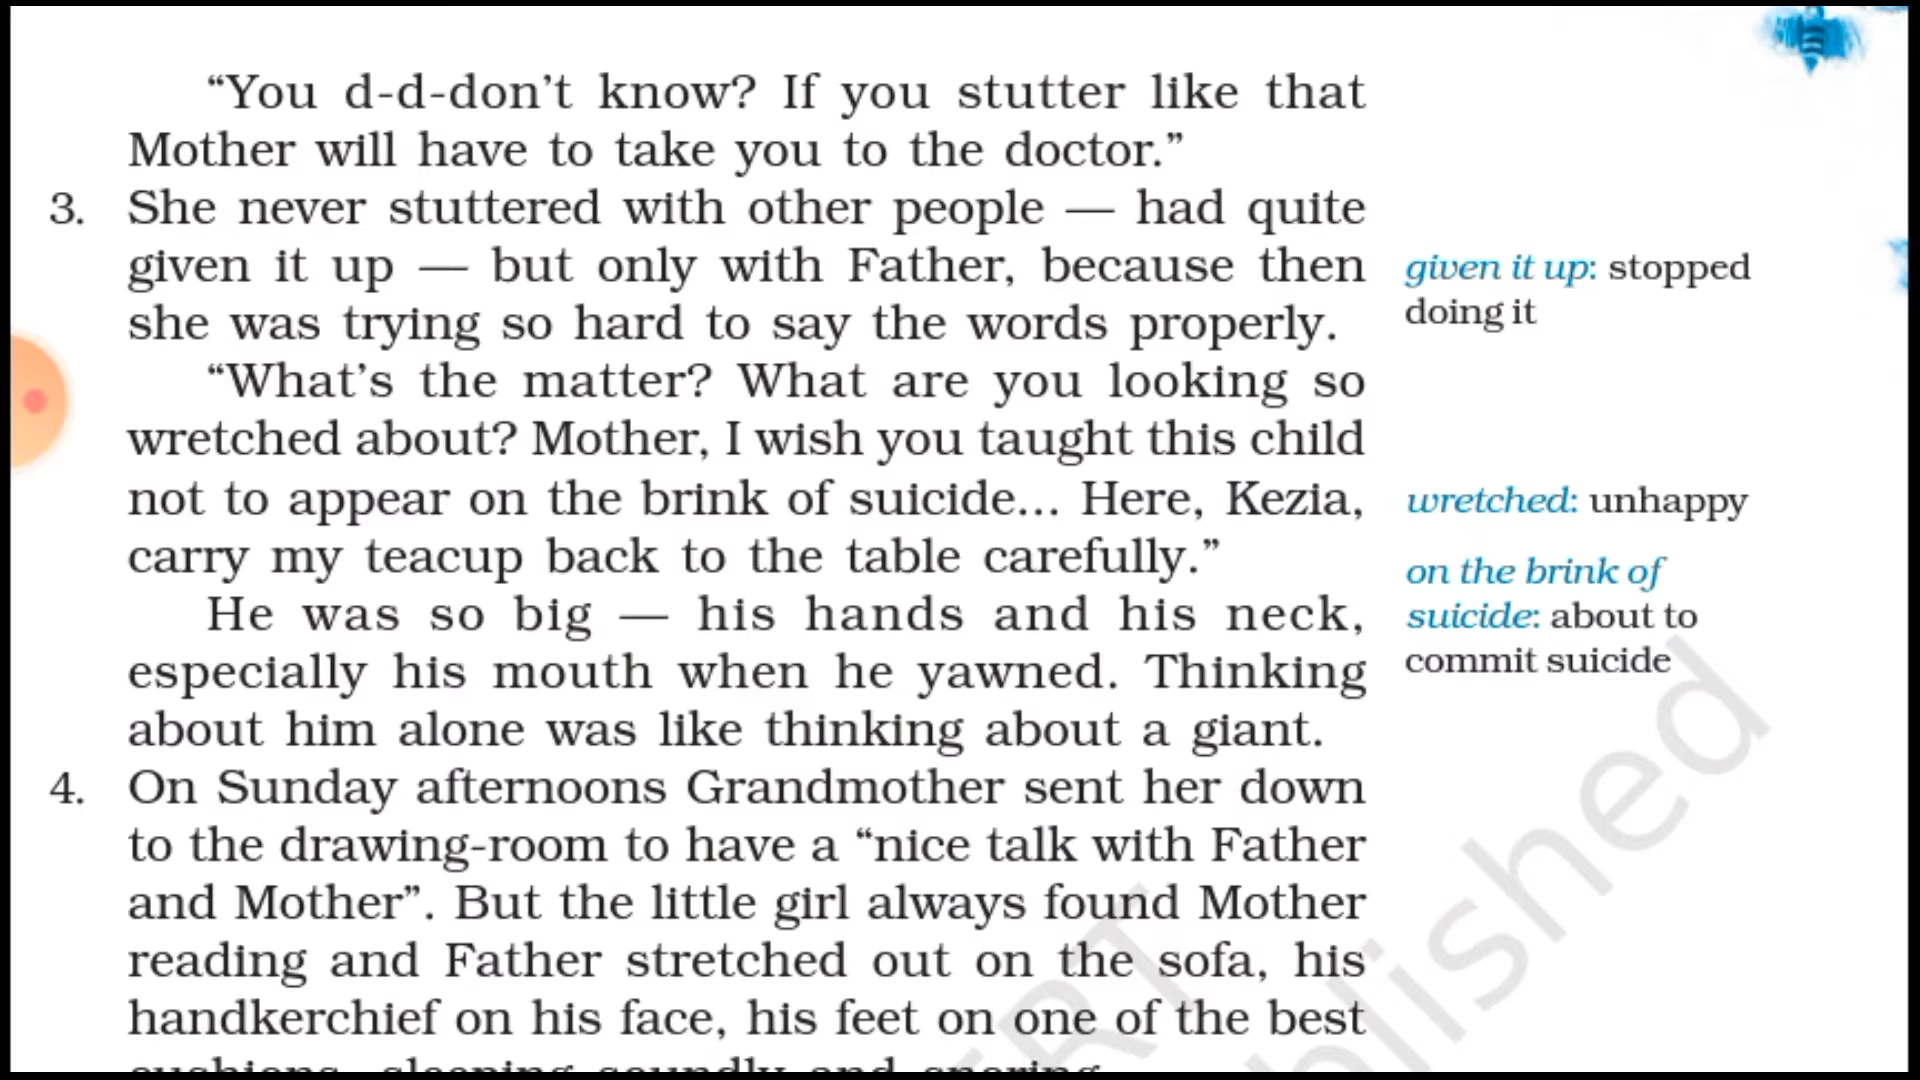 “You d-d-don’t know? If you stutter like that
Mother will have to take you to the doctor.”
3. She never stuttered with other people — had quite
given it up — but only with Father, because then
she was trying so hard to say the words properly.
given it up: stopped
doing it
“What’s the matter? What are you looking so
wretched about? Mother, I wish you taught this child
not to appear on the brink of suicide... Here, Kezia,
carry my teacup back to the table carefully.”
wretched: unhappy
on the brink of
suicide: about to
commit suicide
He was so big — his hands and his neck,
especially his mouth when he yawned. Thinking
about him alone was like thinking about a giant.
4. On Sunday afternoons Grandmother sent her down
to the drawing-room to have a “nice talk with Father
and Mother”. But the little girl always found Mother
reading and Father stretched out on the sofa, his
handkerchief on his face, his feet on one of the best
cushions, sleeping soundly and snoring.